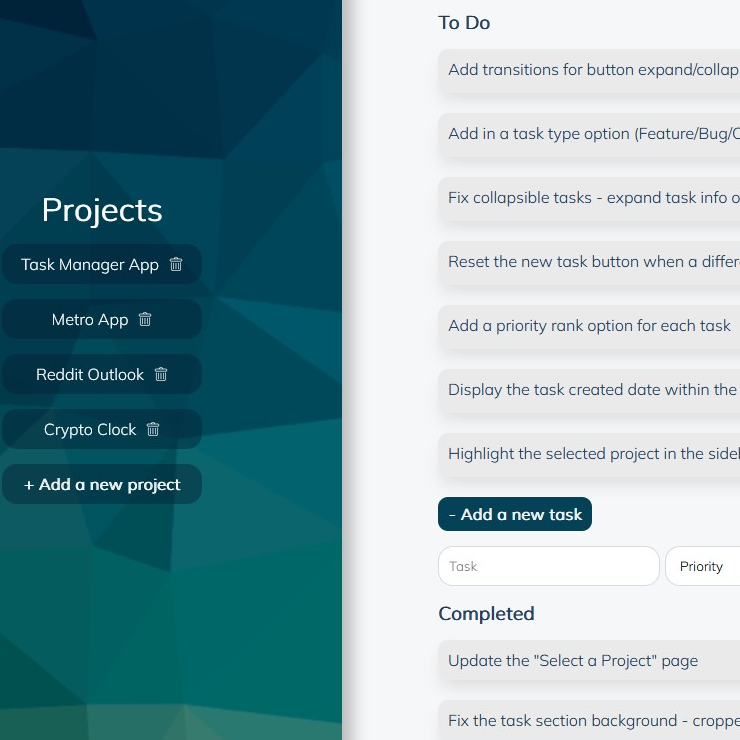 Projects
Task Manager App
Metro App
Reddit Outlook
Crypto Clock
+ Add a new project
To Do
Add transitions for button expand/collap
Add in a task type option (Feature/Bug/
Fix collapsible tasks - expand task info o
Reset the new task button when a differ
Add a priority rank option for each task
Display the task created date within the
Highlight the selected project in the side
- Add a new task
Task
Priority
Completed
Update the "Select a Project" page
Fix the task section background - croppe